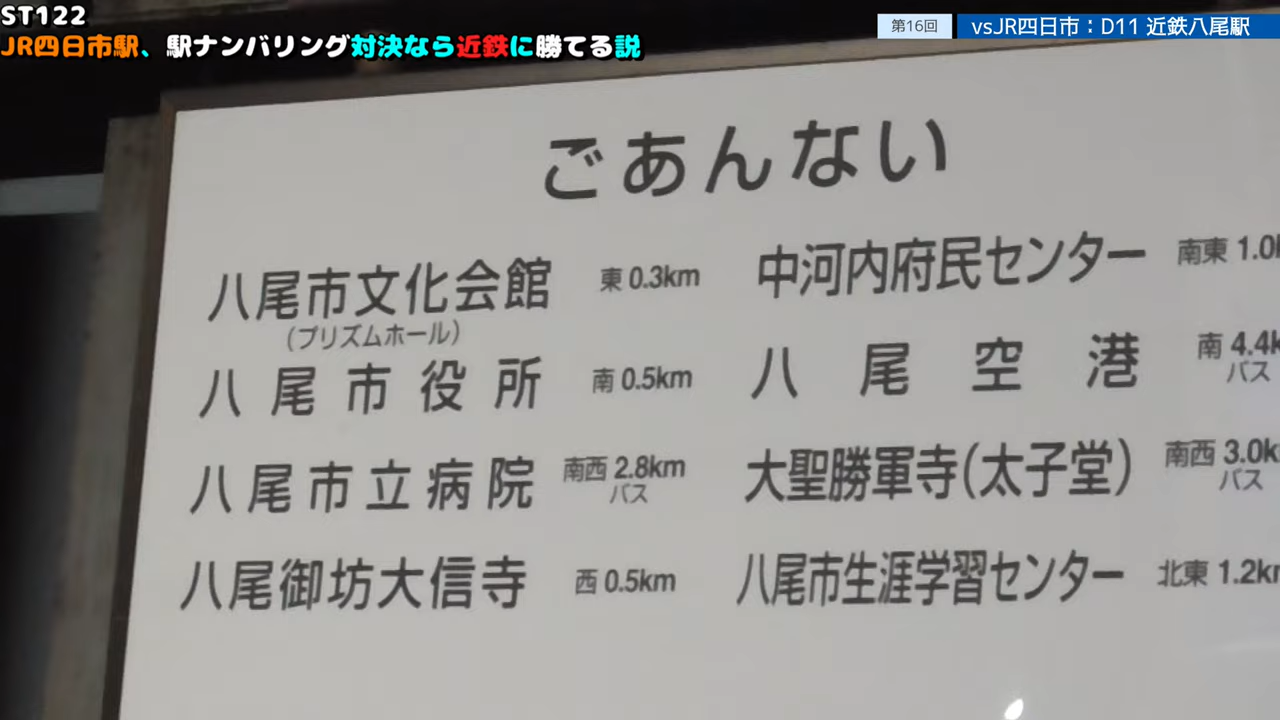 ST122
JR四日市駅、駅ナンバリング対決なら近鉄に勝てる説
第16回
vsJR四日市：D11 近鉄八尾駅
ごあんない
八尾市文化会館 東 0.3km
(プリズムホール)
八尾市役所 南 0.5km
八尾市立病院 南西 2.8km
バス
八尾御坊大信寺 西 0.5km
中河内府民センター 南東 1.0k
八尾空港 南 4.4k
バス
大聖勝軍寺(太子堂) 南西 3.0k
バス
八尾市生涯学習センター 北東 1.2km